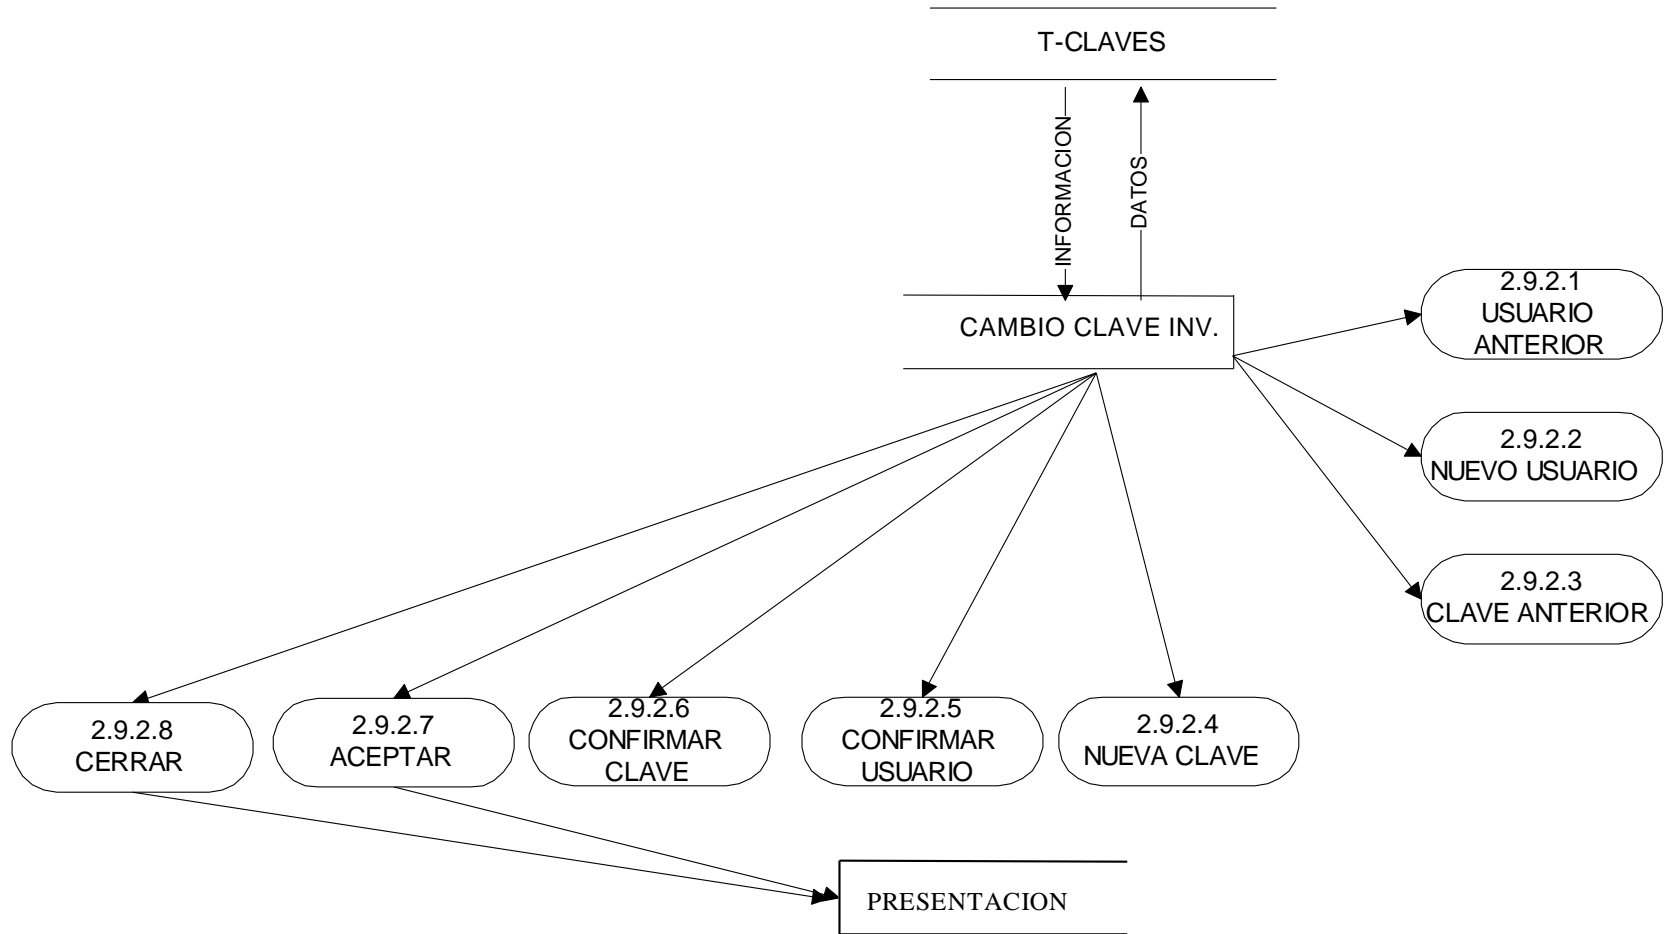 T-CLAVES
INFORMACION
DATOS
CAMBIO CLAVE INV.
2.9.2.1
USUARIO
ANTERIOR
2.9.2.2
NUEVO USUARIO
2.9.2.3
CLAVE ANTERIOR
2.9.2.8
CERRAR
2.9.2.7
ACEPTAR
2.9.2.6
CONFIRMAR
CLAVE
2.9.2.5
CONFIRMAR
USUARIO
2.9.2.4
NUEVA CLAVE
PRESENTACION